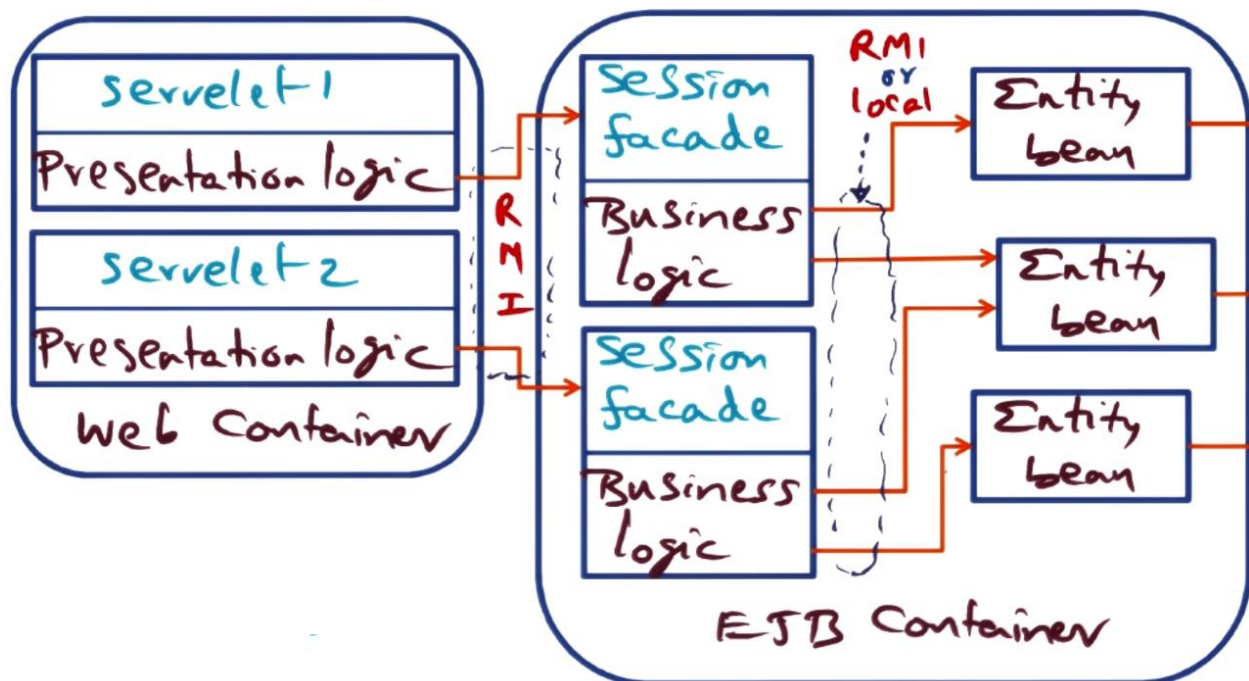 servelet1
Presentation logic
servelet2
Presentation logic
Web Container
R
M
I
Session
facade
Business
logic
Session
facade
Business
logic
RMI
or
local
Entity
bean
Entity
bean
Entity
bean
EJB Container